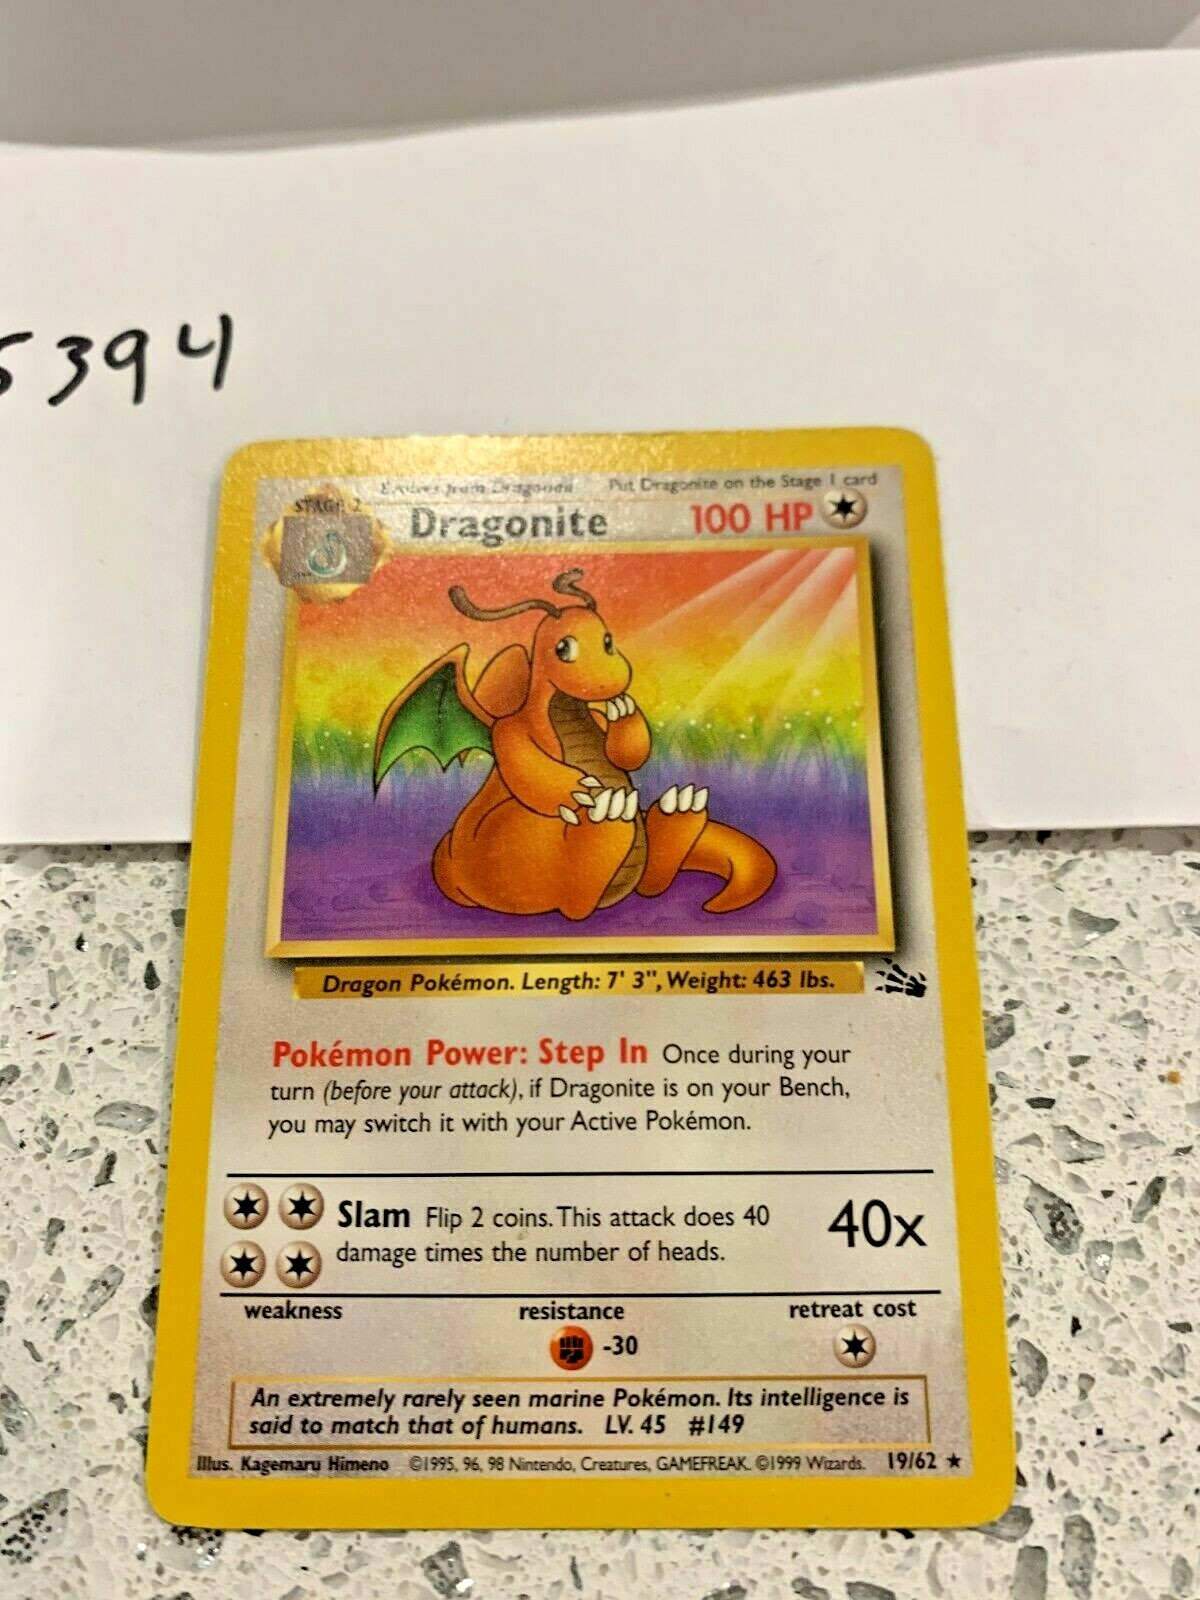 5394
Evolves from Dragonair Put Dragonite on the Stage 1 card
STAGE 2
Dragonite 100 HP
Dragon Pokémon. Length: 7' 3", Weight: 463 lbs.
Pokémon Power: Step In Once during your
turn (before your attack), if Dragonite is on your Bench,
you may switch it with your Active Pokémon.
Slam Flip 2 coins. This attack does 40
damage times the number of heads.
40x
weakness resistance retreat cost
-30
An extremely rarely seen marine Pokémon. Its intelligence is
said to match that of humans. LV. 45 #149
Illus. Kagemaru Himeno ©1995, 96, 98 Nintendo, Creatures, GAMEFREAK. ©1999 Wizards. 19/62 ★